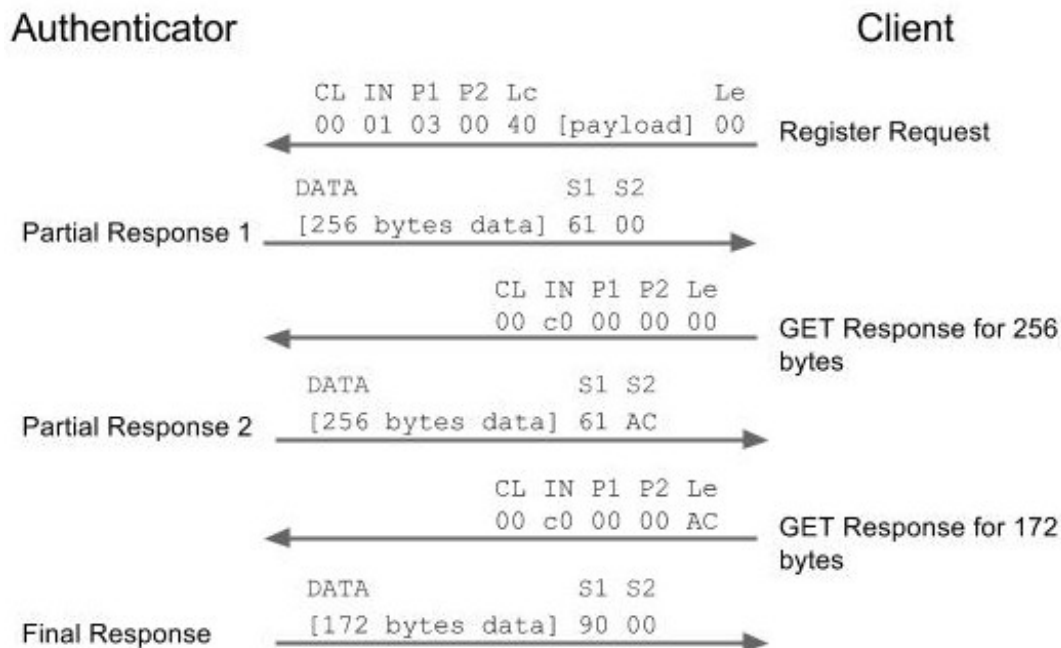 Authenticator Client
CL IN P1 P2 Lc Le
00 01 03 00 40 [payload] 00
Register Request
DATA S1 S2
[256 bytes data] 61 00
Partial Response 1
CL IN P1 P2 Le
00 c0 00 00 00
GET Response for 256
bytes
DATA S1 S2
[256 bytes data] 61 AC
Partial Response 2
CL IN P1 P2 Le
00 c0 00 00 AC
GET Response for 172
bytes
DATA S1 S2
[172 bytes data] 90 00
Final Response